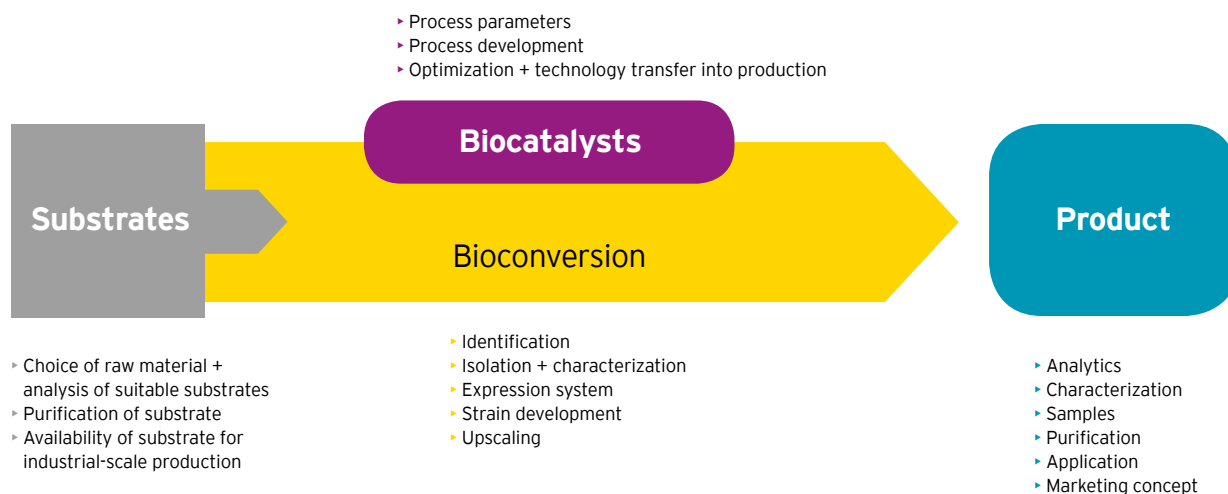 ▸ Process parameters
▸ Process development
▸ Optimization + technology transfer into production
Biocatalysts
Substrates
Bioconversion
Product
▸ Choice of raw material +
analysis of suitable substrates
▸ Purification of substrate
▸ Availability of substrate for
industrial-scale production
▸ Identification
▸ Isolation + characterization
▸ Expression system
▸ Strain development
▸ Upscaling
▸ Analytics
▸ Characterization
▸ Samples
▸ Purification
▸ Application
▸ Marketing concept